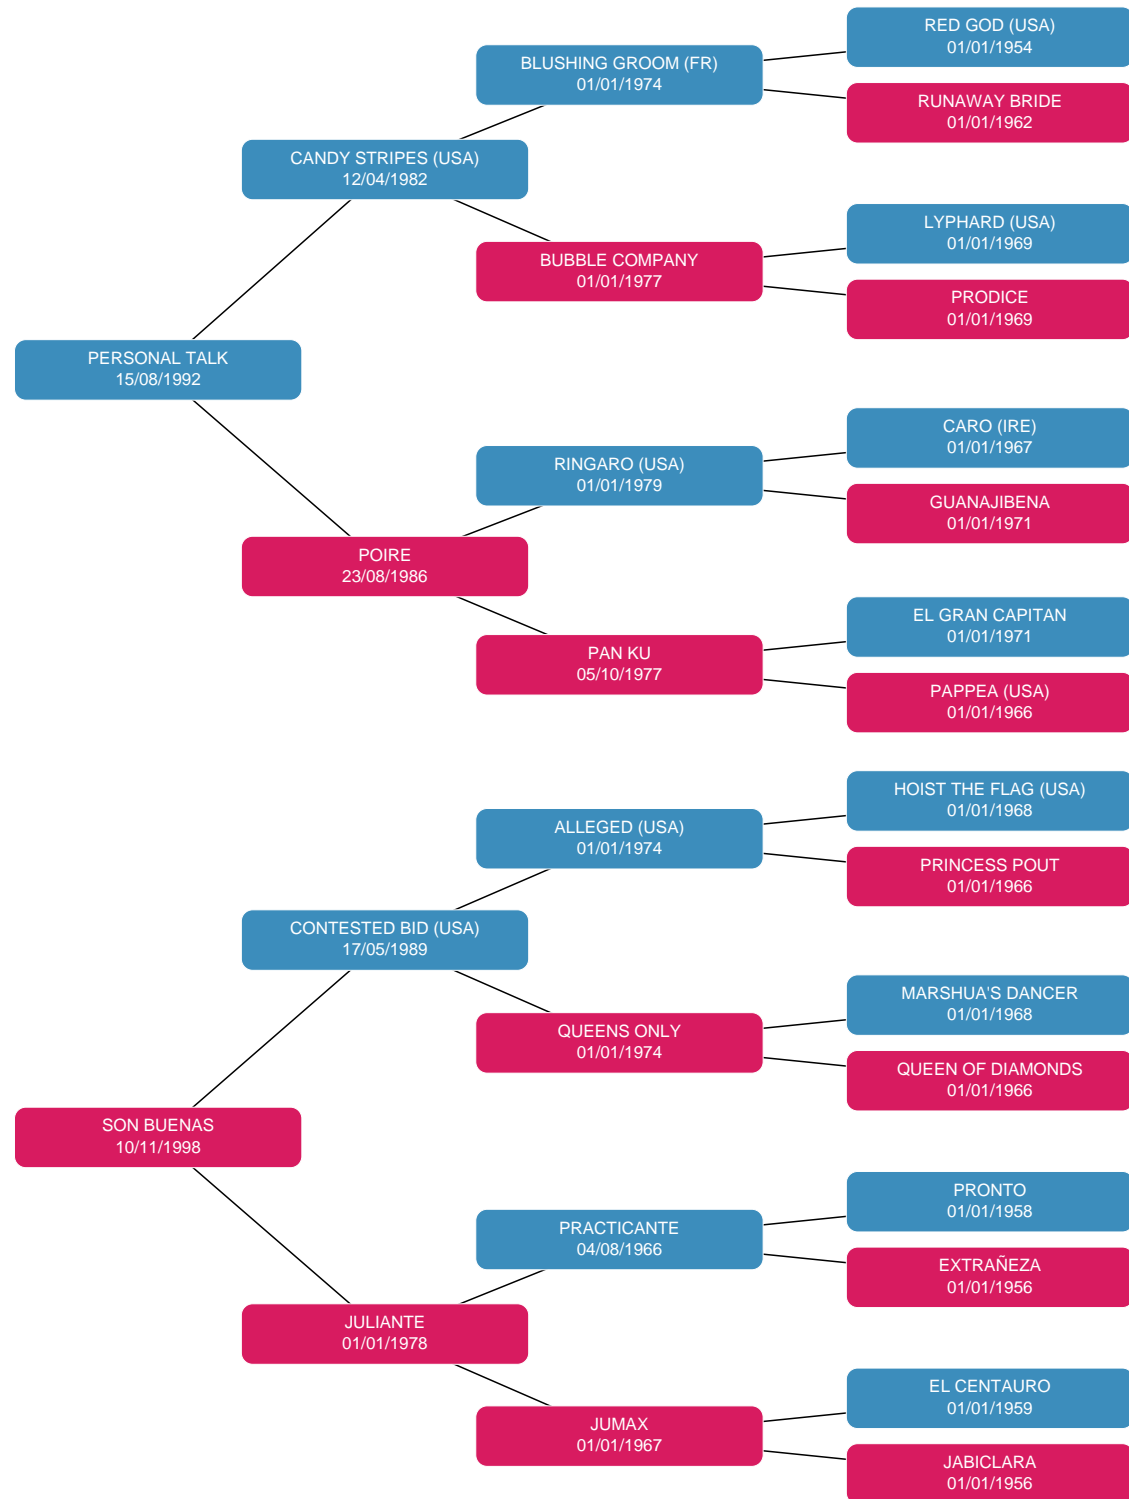 RED GOD (USA)
01/01/1954
BLUSHING GROOM (FR)
01/01/1974
RUNAWAY BRIDE
01/01/1962
CANDY STRIPES (USA)
12/04/1982
LYPHARD (USA)
01/01/1969
BUBBLE COMPANY
01/01/1977
PRODICE
01/01/1969
PERSONAL TALK
15/08/1992
CARO (IRE)
01/01/1967
RINGARO (USA)
01/01/1979
GUANAJIBENA
01/01/1971
POIRE
23/08/1986
EL GRAN CAPITAN
01/01/1971
PAN KU
05/10/1977
PAPPEA (USA)
01/01/1966
HOIST THE FLAG (USA)
01/01/1968
ALLEGED (USA)
01/01/1974
PRINCESS POUT
01/01/1966
CONTESTED BID (USA)
17/05/1989
MARSHUA'S DANCER
01/01/1968
QUEENS ONLY
01/01/1974
QUEEN OF DIAMONDS
01/01/1966
SON BUENAS
10/11/1998
PRONTO
01/01/1958
PRACTICANTE
04/08/1966
EXTRAÑEZA
01/01/1956
JULIANTE
01/01/1978
EL CENTAURO
01/01/1959
JUMAX
01/01/1967
JABICLARA
01/01/1956